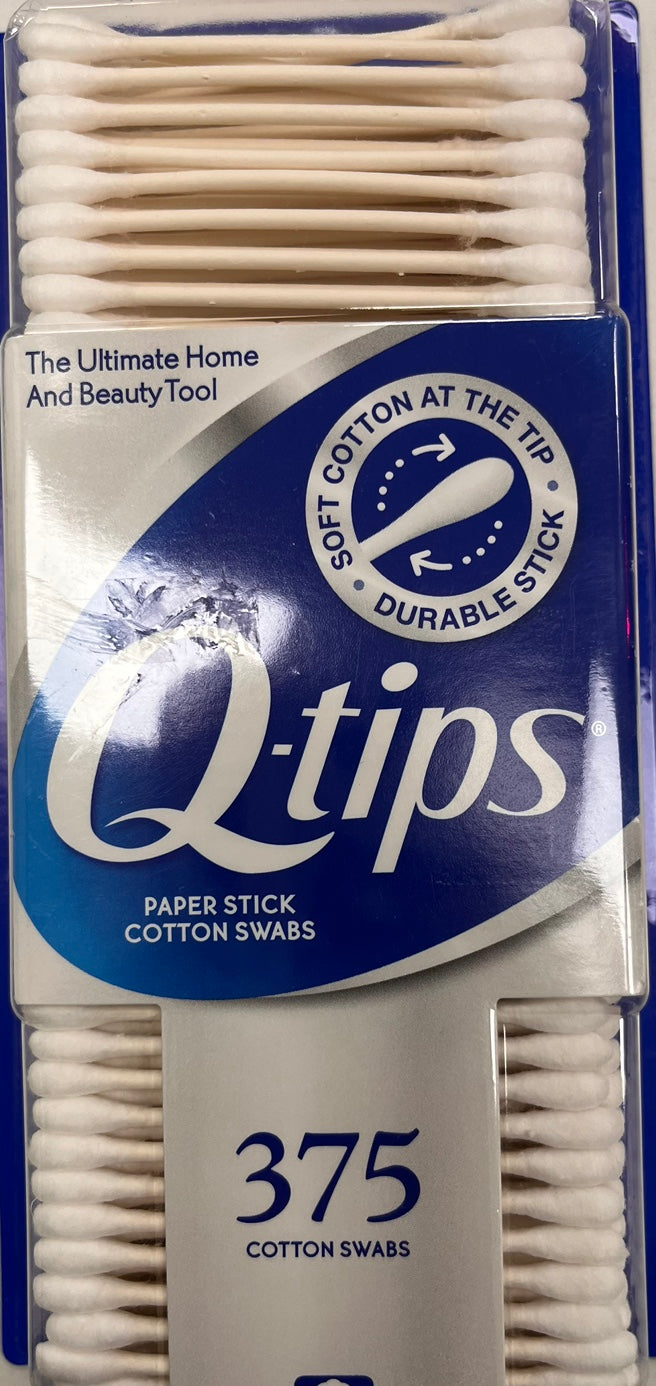 The Ultimate Home
And Beauty Tool
SOFT COTTON AT THE TIP •
DURABLE STICK •
Q-tips®
PAPER STICK
COTTON SWABS
375
COTTON SWABS